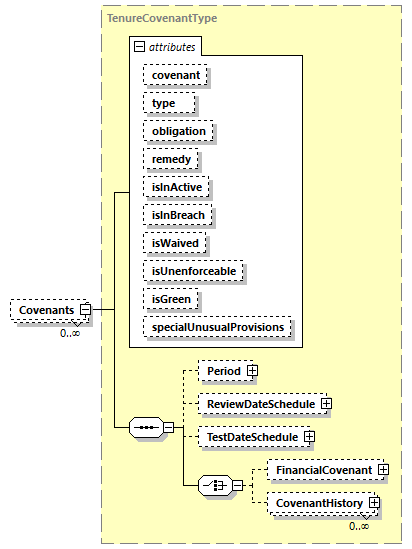 TenureCovenantType
attributes
covenant
type
obligation
remedy
isInActive
isInBreach
isWaived
isUnenforceable
isGreen
specialUnusualProvisions
Covenants
0..∞
Period
ReviewDateSchedule
TestDateSchedule
FinancialCovenant
CovenantHistory
0..∞